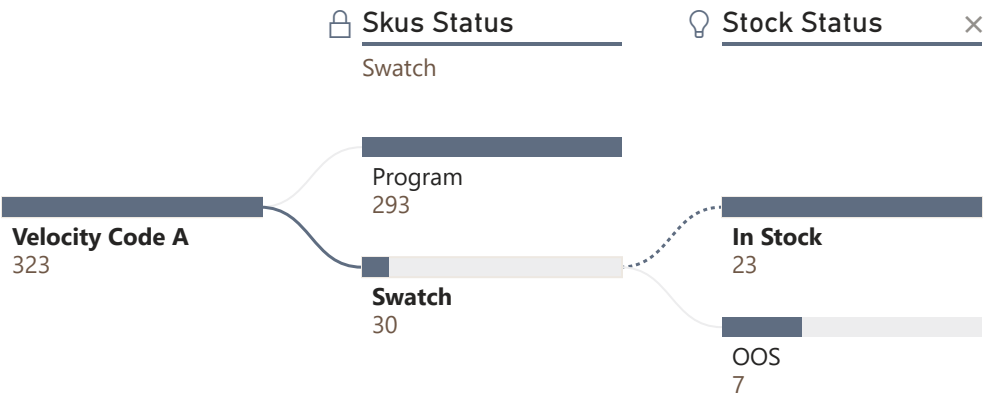 Skus Status
Stock Status
Swatch
Program
293
Velocity Code A
323
In Stock
23
Swatch
30
OOS
7